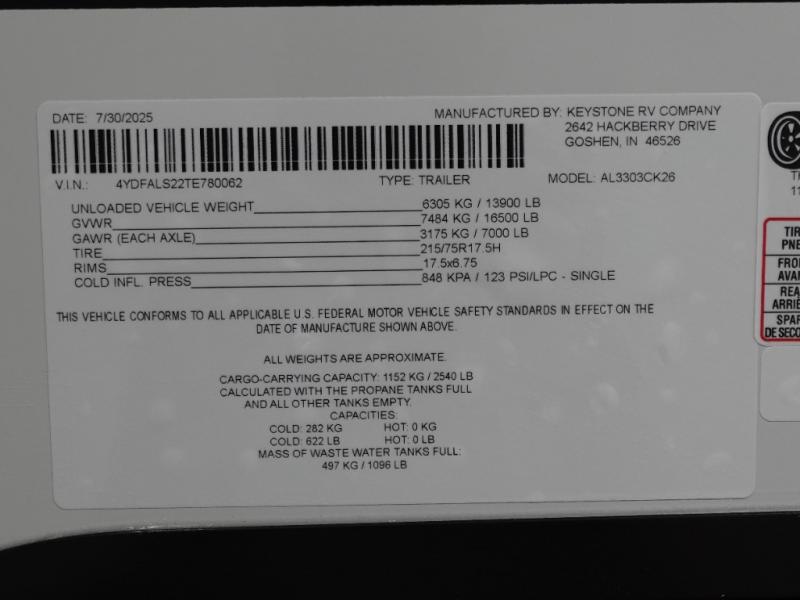 DATE: 7/30/2025
MANUFACTURED BY: KEYSTONE RV COMPANY
2642 HACKBERRY DRIVE
GOSHEN, IN 46526
V.I.N.: 4YDFALS22TE780062 TYPE: TRAILER MODEL: AL3303CK26
UNLOADED VEHICLE WEIGHT 6305 KG / 13900 LB
GVWR 7484 KG / 16500 LB
GAWR (EACH AXLE) 3175 KG / 7000 LB
TIRE 215/75R17.5H
RIMS 17.5x6.75
COLD INFL. PRESS 848 KPA / 123 PSI/LPC - SINGLE
THIS VEHICLE CONFORMS TO ALL APPLICABLE U.S. FEDERAL MOTOR VEHICLE SAFETY STANDARDS IN EFFECT ON THE
DATE OF MANUFACTURE SHOWN ABOVE.
ALL WEIGHTS ARE APPROXIMATE.
CARGO-CARRYING CAPACITY: 1152 KG / 2540 LB
CALCULATED WITH THE PROPANE TANKS FULL
AND ALL OTHER TANKS EMPTY.
CAPACITIES:
COLD: 282 KG HOT: 0 KG
COLD: 622 LB HOT: 0 LB
MASS OF WASTE WATER TANKS FULL:
497 KG / 1096 LB
TIR
PNE
FRO
AVA
REA
ARRIÈ
SPAR
DE SECO